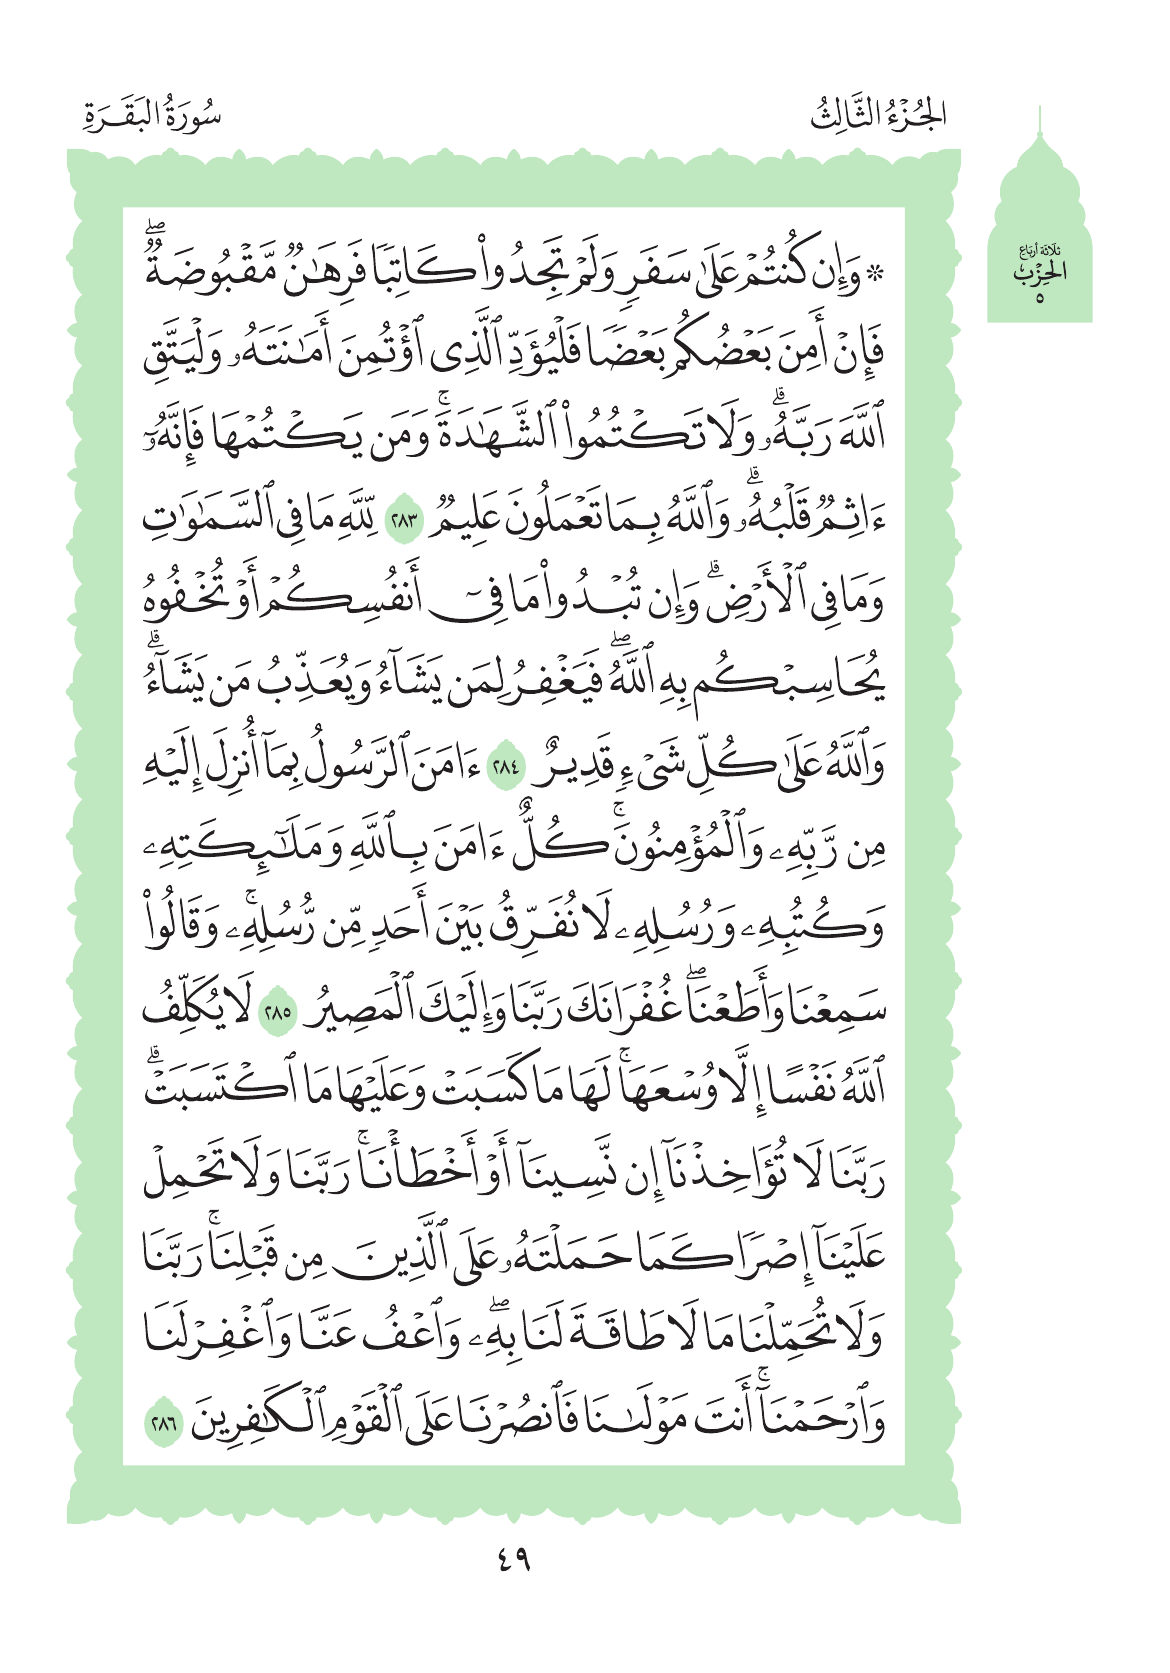 الجُزْءُ الثَّالِثُ
سُورَةُ البَقَرَةِ
ثلَاثَة أرباع
الحِزْب
٥
۞ وَإِن كُنتُمْ عَلَىٰ سَفَرٍ وَلَمْ تَجِدُوا۟ كَاتِبًا فَرِهَـٰنٌ مَّقْبُوضَةٌ ۖ
فَإِنْ أَمِنَ بَعْضُكُم بَعْضًا فَلْيُؤَدِّ ٱلَّذِى ٱؤْتُمِنَ أَمَـٰنَتَهُۥ وَلْيَتَّقِ
ٱللَّهَ رَبَّهُۥ ۗ وَلَا تَكْتُمُوا۟ ٱلشَّهَـٰدَةَ ۚ وَمَن يَكْتُمْهَا فَإِنَّهُۥٓ
ءَاثِمٌ قَلْبُهُۥ ۗ وَٱللَّهُ بِمَا تَعْمَلُونَ عَلِيمٌ ٢٨٣ لِّلَّهِ مَا فِى ٱلسَّمَـٰوَٰتِ
وَمَا فِى ٱلْأَرْضِ ۗ وَإِن تُبْدُوا۟ مَا فِىٓ أَنفُسِكُمْ أَوْ تُخْفُوهُ
يُحَاسِبْكُم بِهِ ٱللَّهُ ۖ فَيَغْفِرُ لِمَن يَشَآءُ وَيُعَذِّبُ مَن يَشَآءُ ۗ
وَٱللَّهُ عَلَىٰ كُلِّ شَىْءٍ قَدِيرٌ ٢٨٤ ءَامَنَ ٱلرَّسُولُ بِمَآ أُنزِلَ إِلَيْهِ
مِن رَّبِّهِۦ وَٱلْمُؤْمِنُونَ ۚ كُلٌّ ءَامَنَ بِٱللَّهِ وَمَلَـٰٓئِكَتِهِۦ
وَكُتُبِهِۦ وَرُسُلِهِۦ لَا نُفَرِّقُ بَيْنَ أَحَدٍ مِّن رُّسُلِهِۦ ۚ وَقَالُوا۟
سَمِعْنَا وَأَطَعْنَا ۖ غُفْرَانَكَ رَبَّنَا وَإِلَيْكَ ٱلْمَصِيرُ ٢٨٥ لَا يُكَلِّفُ
ٱللَّهُ نَفْسًا إِلَّا وُسْعَهَا ۚ لَهَا مَا كَسَبَتْ وَعَلَيْهَا مَا ٱكْتَسَبَتْ ۗ
رَبَّنَا لَا تُؤَاخِذْنَآ إِن نَّسِينَآ أَوْ أَخْطَأْنَا ۚ رَبَّنَا وَلَا تَحْمِلْ
عَلَيْنَآ إِصْرًا كَمَا حَمَلْتَهُۥ عَلَى ٱلَّذِينَ مِن قَبْلِنَا ۚ رَبَّنَا
وَلَا تُحَمِّلْنَا مَا لَا طَاقَةَ لَنَا بِهِۦ ۖ وَٱعْفُ عَنَّا وَٱغْفِرْ لَنَا
وَٱرْحَمْنَآ ۚ أَنتَ مَوْلَىٰنَا فَٱنصُرْنَا عَلَى ٱلْقَوْمِ ٱلْكَـٰفِرِينَ ٢٨٦
٤٩